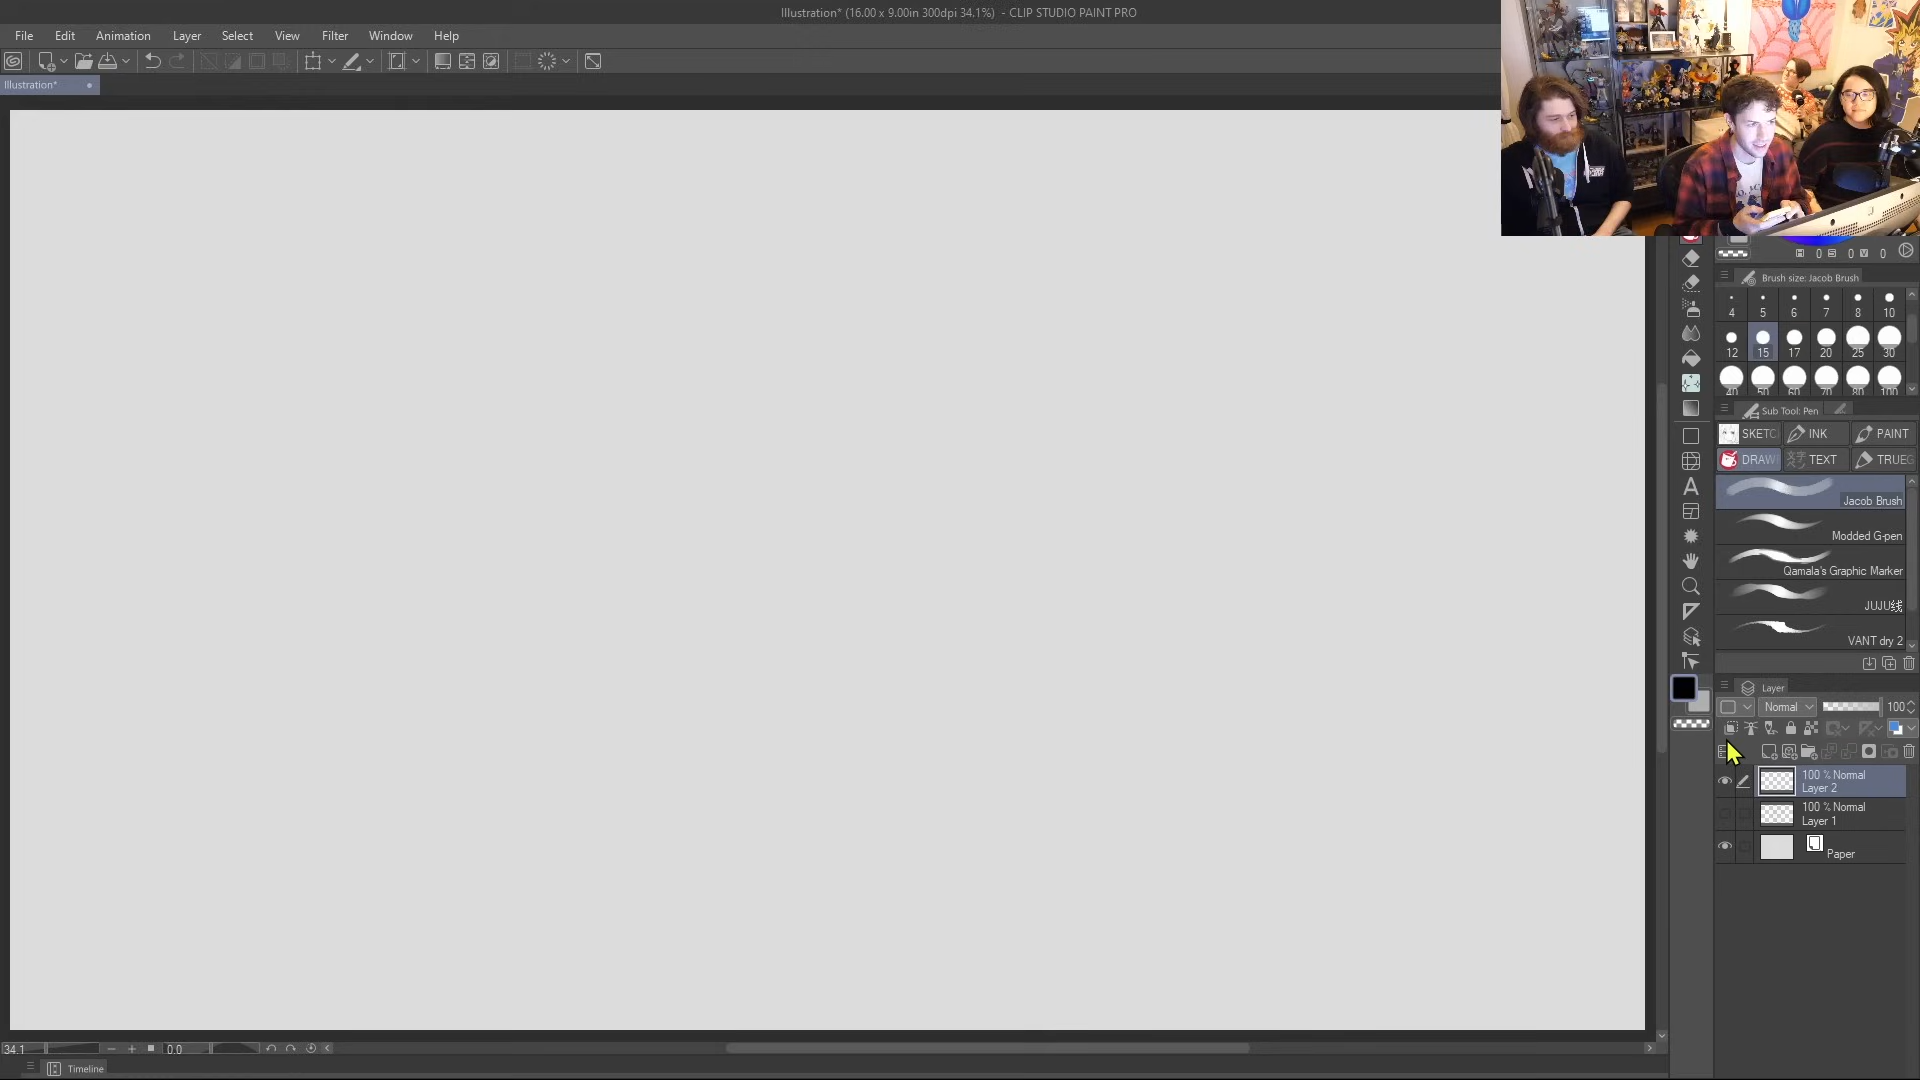 Illustration* (16.00 x 9.00in 300dpi 34.1%) - CLIP STUDIO PAINT PRO
File Edit Animation Layer Select View Filter Window Help
Illustration*
H 0 S 0 V 0
Brush size: Jacob Brush
4 5 6 7 8 10
12 15 17 20 25 30
40 50 60 70 80 100
Sub Tool: Pen
SKETC INK PAINT
DRAW TEXT TRUEG
Jacob Brush
Modded G-pen
Qamala's Graphic Marker
JUJU线
VANT dry 2
Layer
Normal 100
100 % Normal
Layer 2
100 % Normal
Layer 1
Paper
34.1 0.0
Timeline